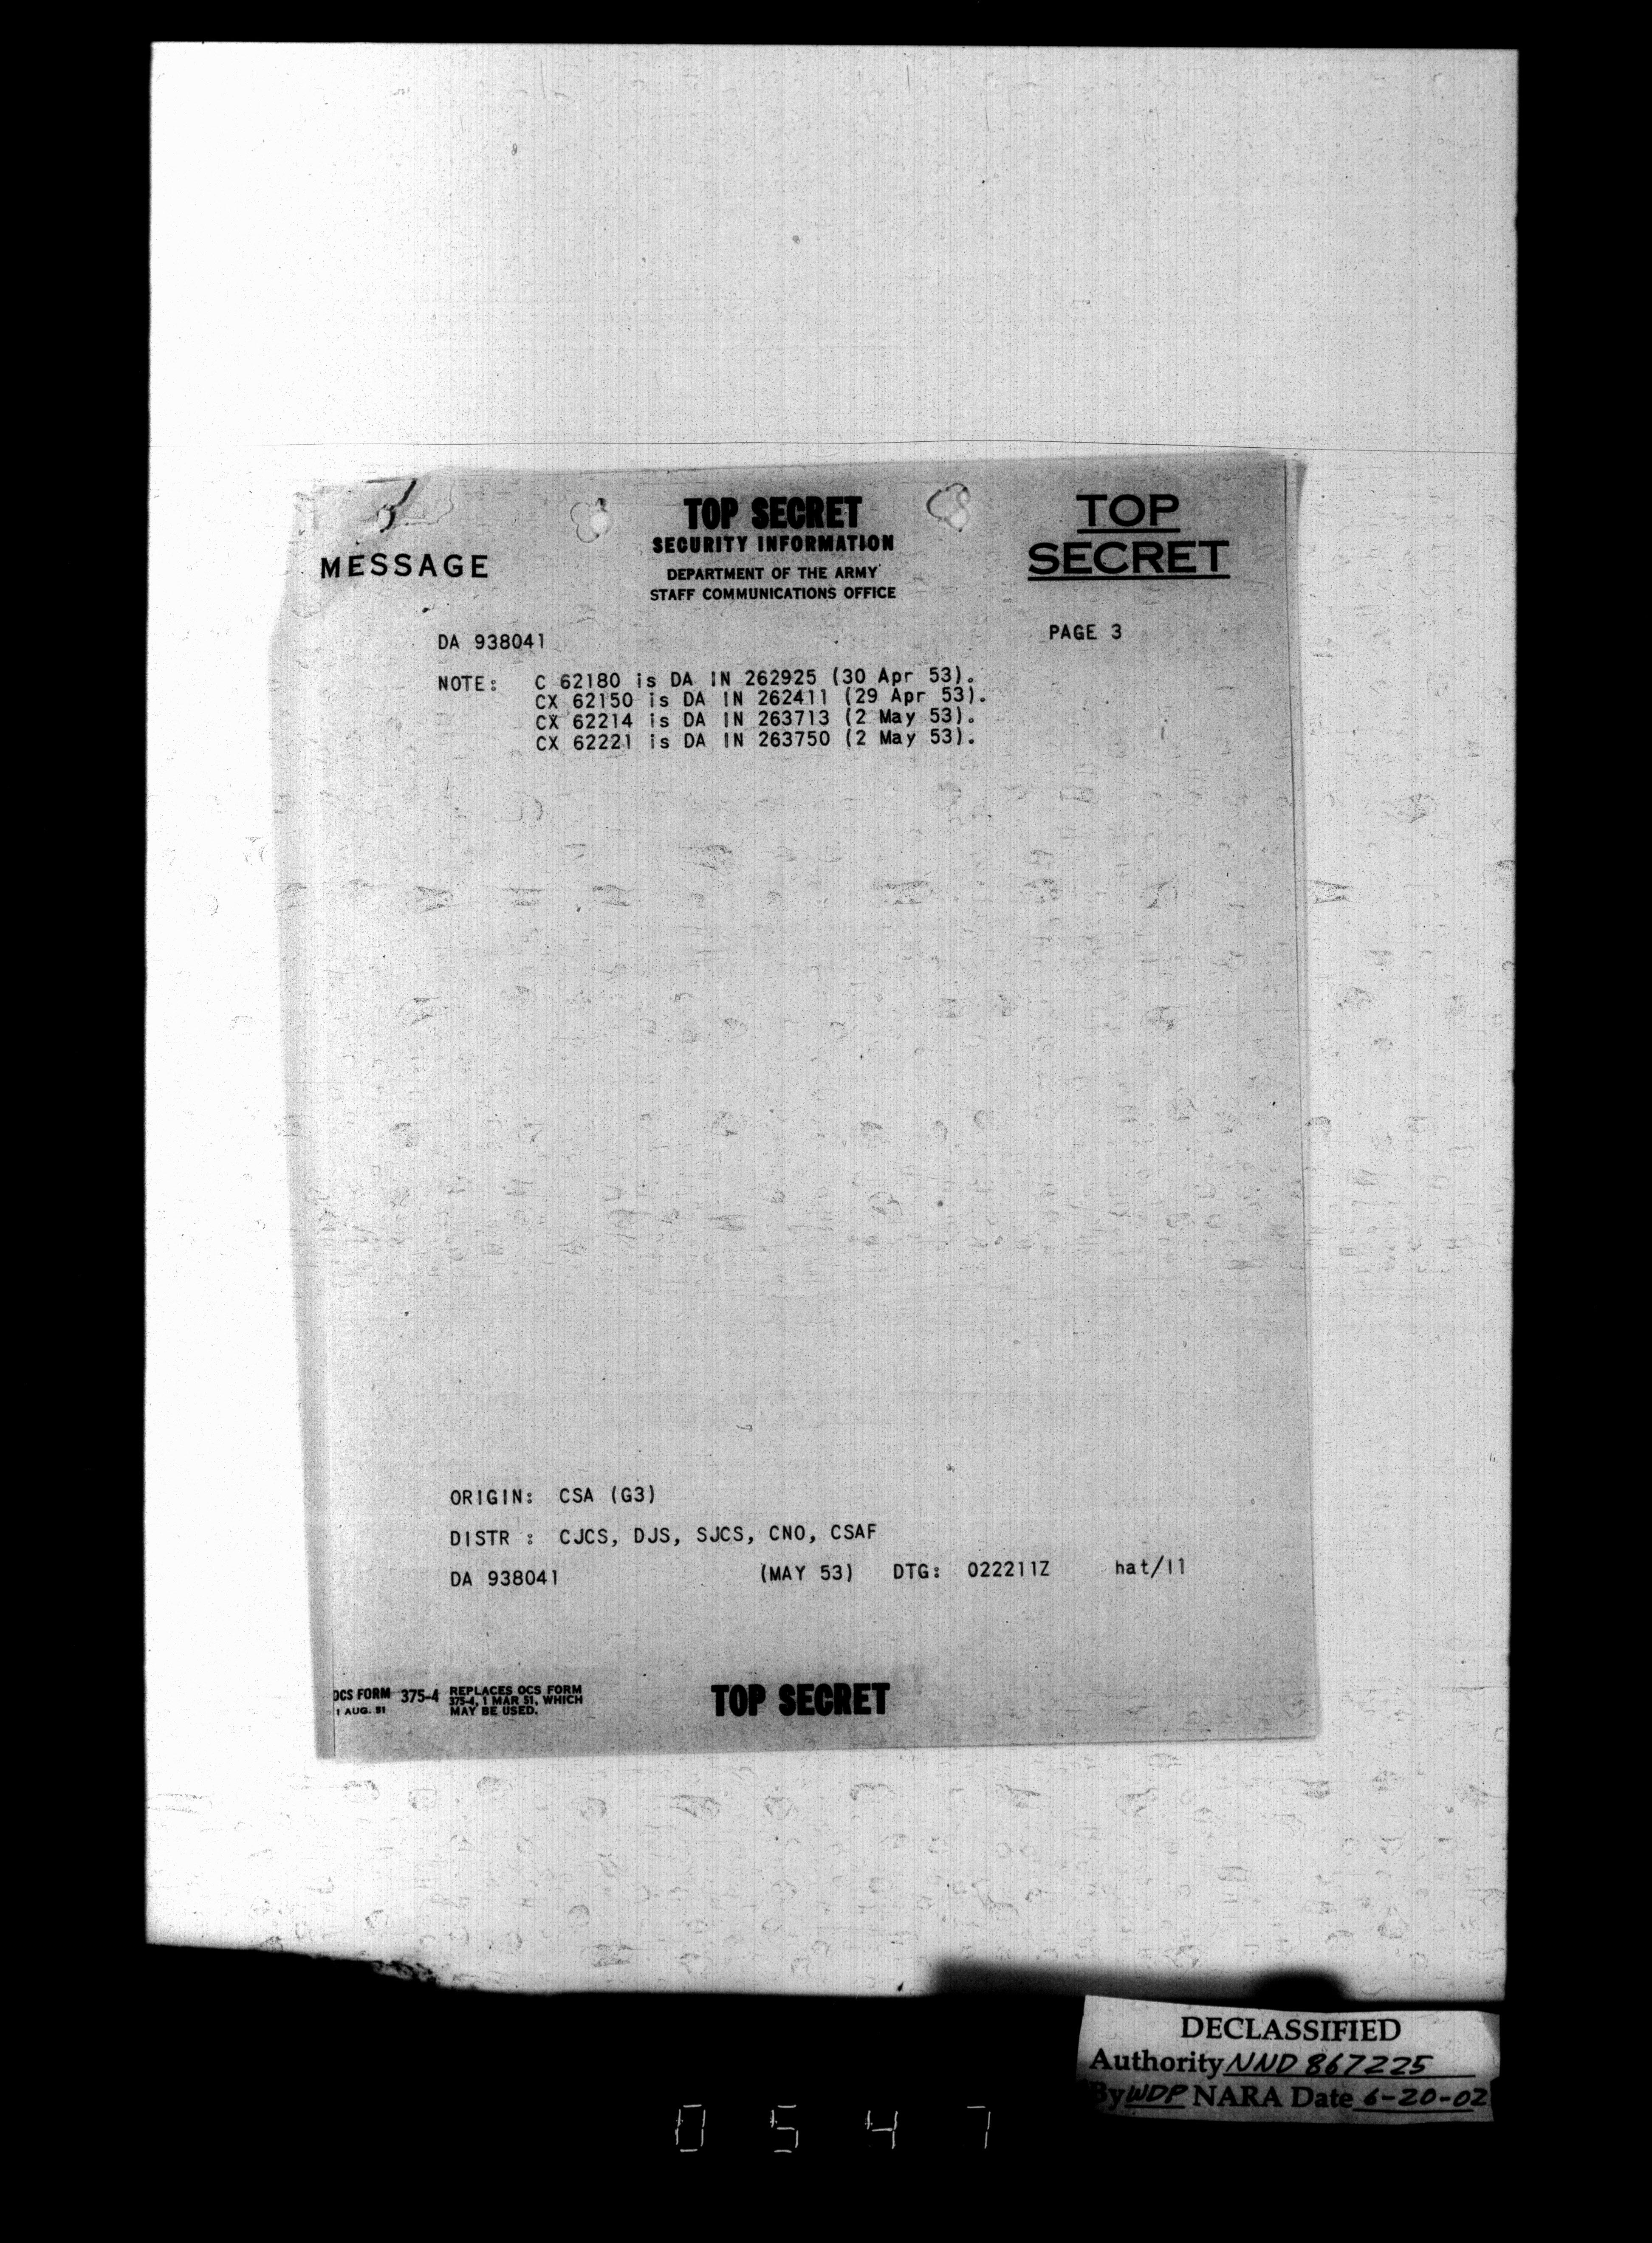 TOP SECRET
SECURITY INFORMATION
DEPARTMENT OF THE ARMY
STAFF COMMUNICATIONS OFFICE
MESSAGE
TOP
SECRET
DA 938041
PAGE 3
NOTE: C 62180 is DA IN 262925 (30 Apr 53).
CX 62150 is DA IN 262411 (29 Apr 53).
CX 62214 is DA IN 263713 (2 May 53).
CX 62221 is DA IN 263750 (2 May 53).
ORIGIN: CSA (G3)
DISTR : CJCS, DJS, SJCS, CNO, CSAF
DA 938041 (MAY 53) DTG: 022211Z hat/l1
OCS FORM 375-4 REPLACES OCS FORM
1 AUG. 51 375-4, 1 MAR 51, WHICH
MAY BE USED.
TOP SECRET
DECLASSIFIED
Authority NND 867225
By WDP NARA Date 6-20-02
0547